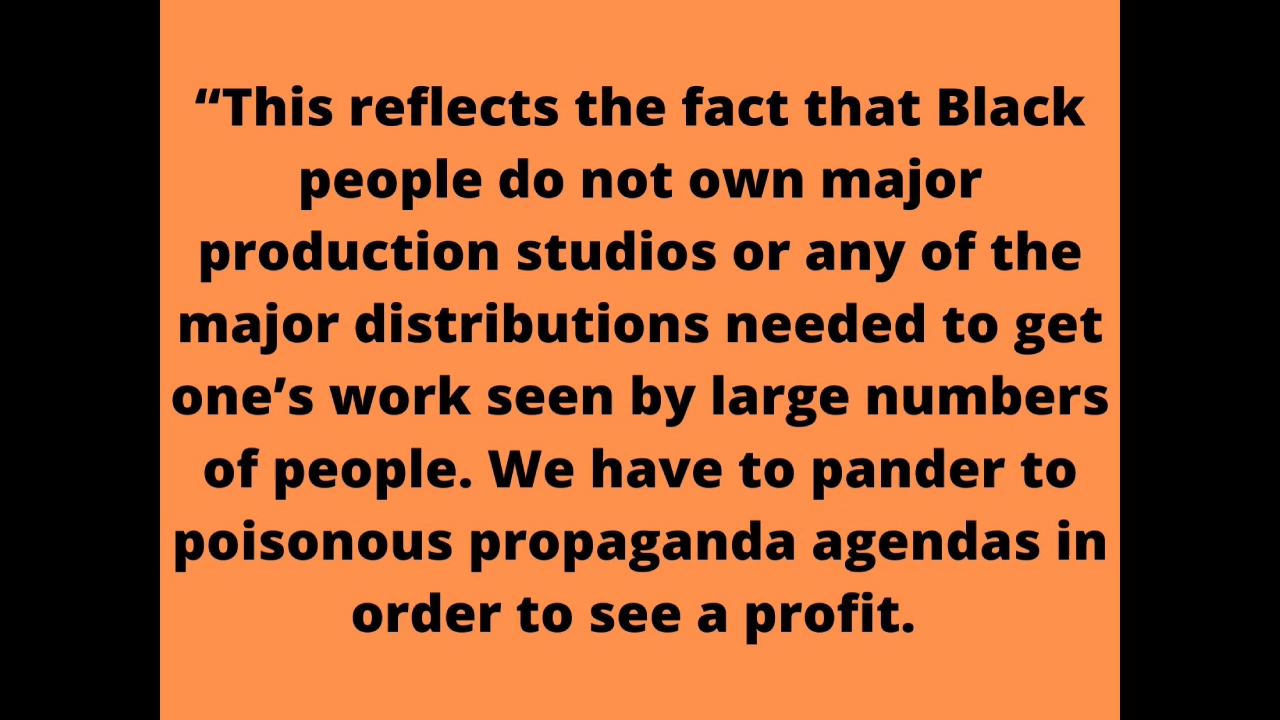 “This reflects the fact that Black
people do not own major
production studios or any of the
major distributions needed to get
one’s work seen by large numbers
of people. We have to pander to
poisonous propaganda agendas in
order to see a profit.